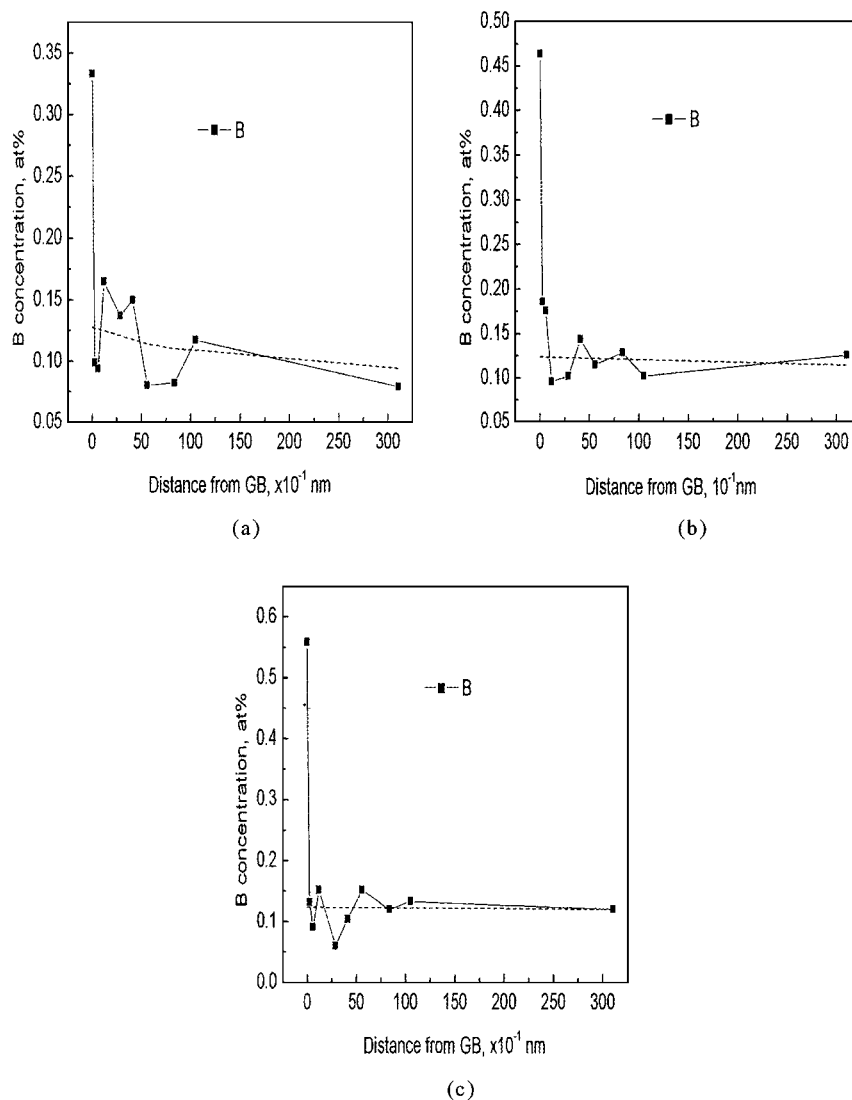 0.35
0.30
0.25
0.20
0.15
0.10
0.05
B concentration, at%
B
0 50 100 150 200 250 300
Distance from GB, x10⁻¹ nm
(a)
0.50
0.45
0.40
0.35
0.30
0.25
0.20
0.15
0.10
0.05
B concentration, at%
B
0 50 100 150 200 250 300
Distance from GB, 10⁻¹nm
(b)
0.6
0.5
0.4
0.3
0.2
0.1
0.0
B concentration, at%
B
0 50 100 150 200 250 300
Distance from GB, x10⁻¹ nm
(c)